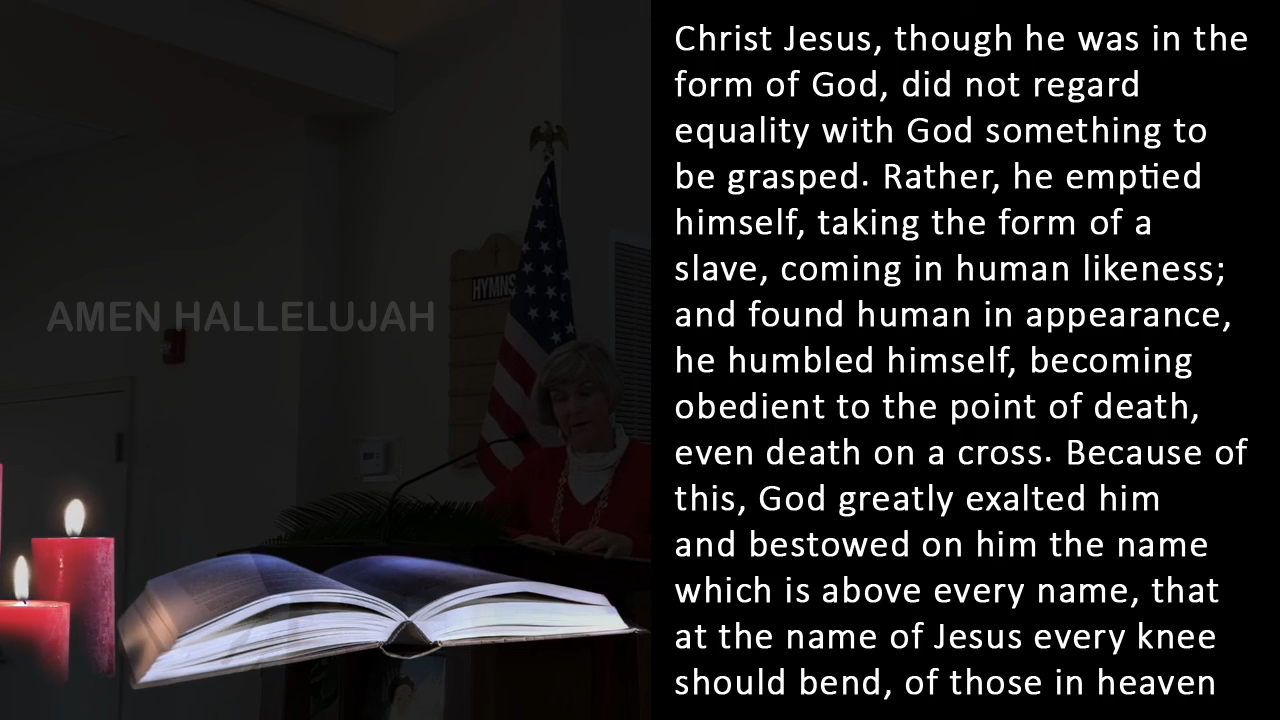 AMEN HALLELUJAH
HYMNS
Christ Jesus, though he was in the
form of God, did not regard
equality with God something to
be grasped. Rather, he emptied
himself, taking the form of a
slave, coming in human likeness;
and found human in appearance,
he humbled himself, becoming
obedient to the point of death,
even death on a cross. Because of
this, God greatly exalted him
and bestowed on him the name
which is above every name, that
at the name of Jesus every knee
should bend, of those in heaven